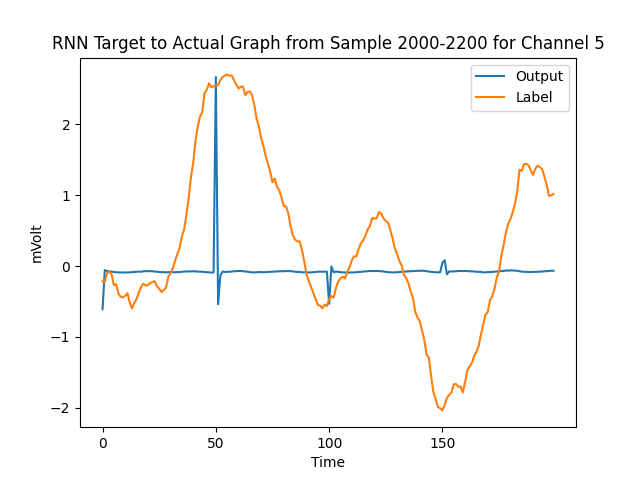 RNN Target to Actual Graph from Sample 2000-2200 for Channel 5
Output
Label
mVolt
2
1
0
−1
−2
0
50
100
150
Time